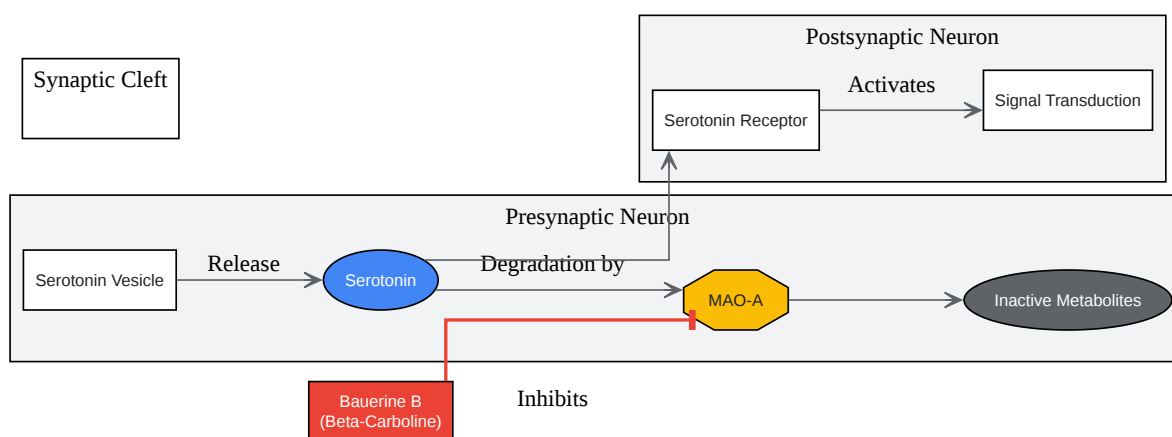 Postsynaptic Neuron
Synaptic Cleft
Activates
Serotonin Receptor
Signal Transduction
Presynaptic Neuron
Release
Degradation by
Serotonin Vesicle
Serotonin
MAO-A
Inactive Metabolites
Bauerine B
(Beta-Carboline)
Inhibits